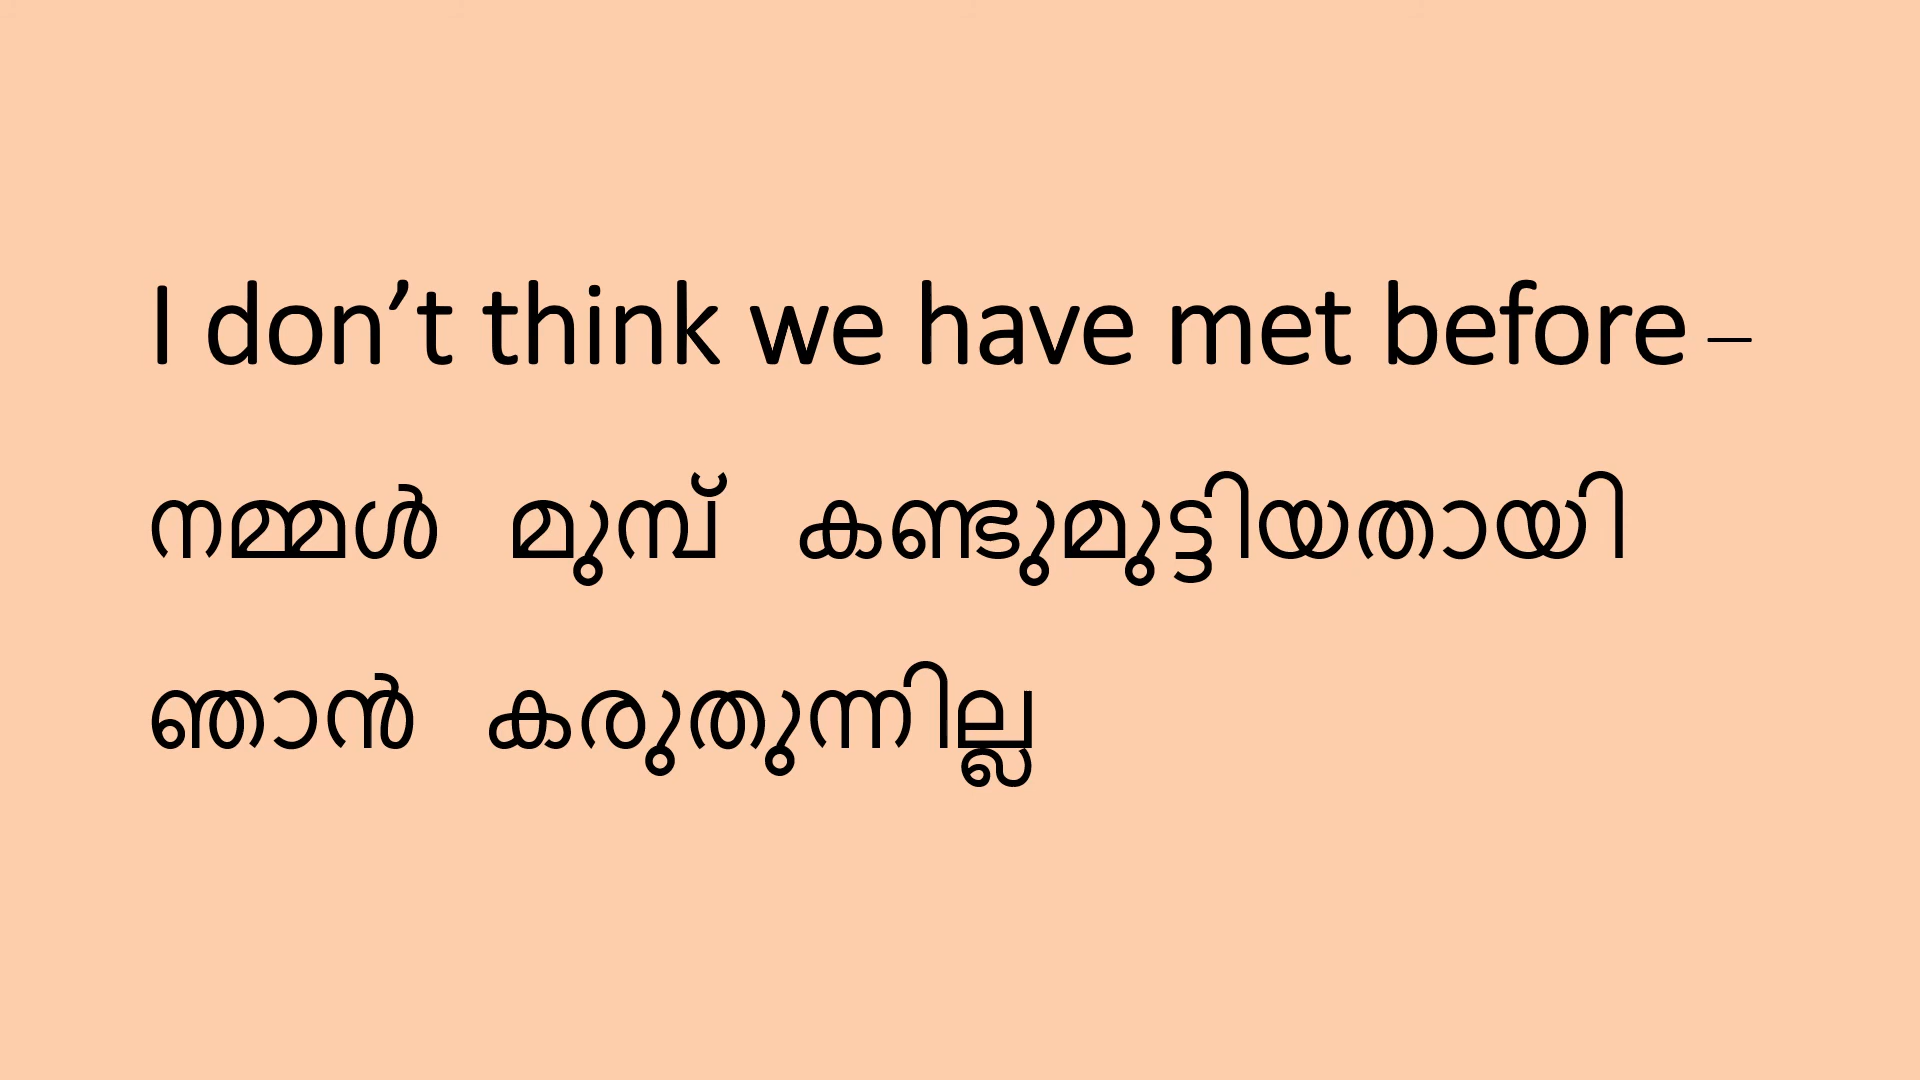 I don’t think we have met before –
നമ്മൾ മുമ്പ് കണ്ടുമുട്ടിയതായി
ഞാൻ കരുതുന്നില്ല